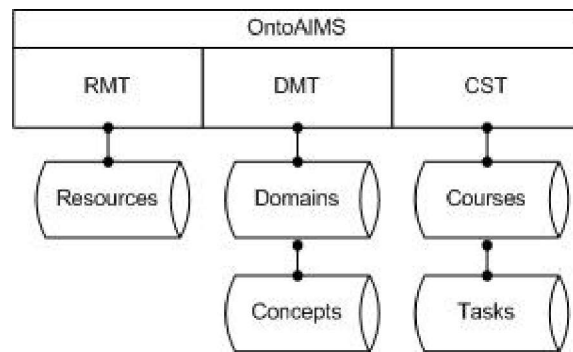 OntoAIMS
RMT DMT CST
Resources Domains Courses
Concepts Tasks